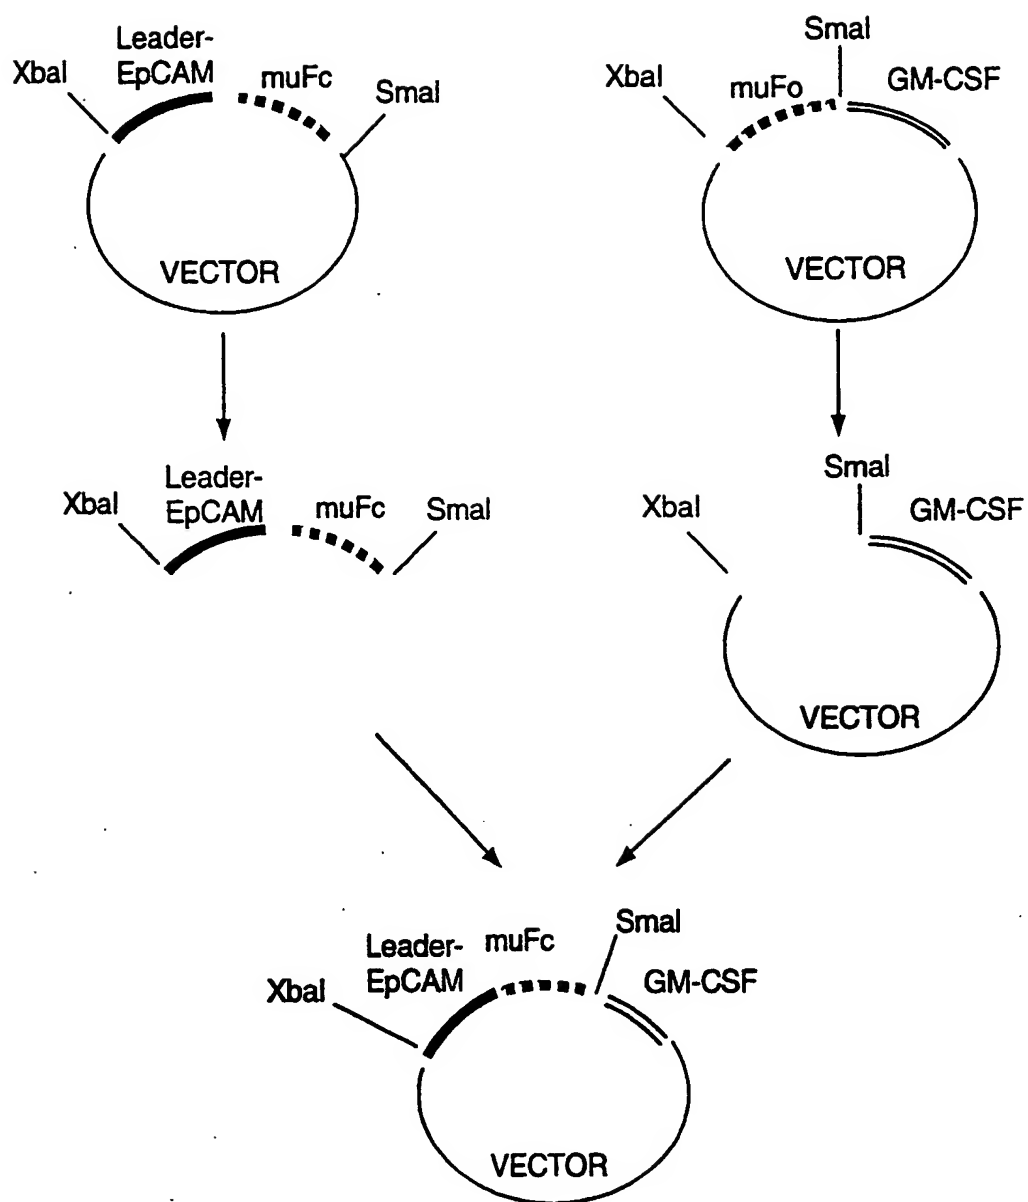 Leader-
EpCAM
XbaI
muFc
SmaI
VECTOR
SmaI
XbaI
muFo
GM-CSF
VECTOR
Leader-
EpCAM
XbaI
muFc
SmaI
SmaI
XbaI
GM-CSF
VECTOR
SmaI
Leader-
EpCAM
muFc
GM-CSF
XbaI
VECTOR